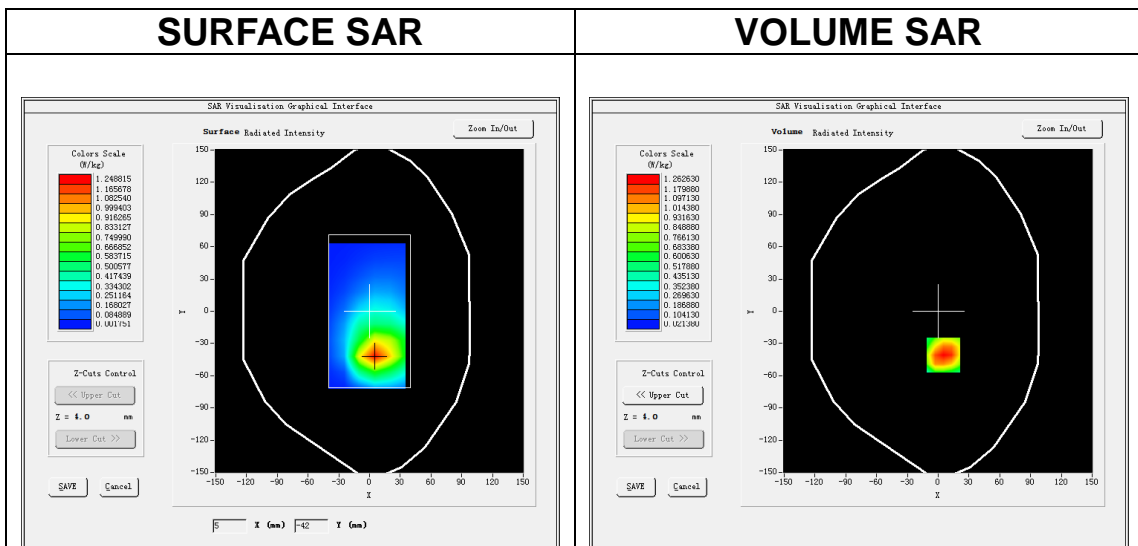 SURFACE SAR
VOLUME SAR
SAR Visualisation Graphical Interface
Surface Radiated Intensity
Zoom In/Out
Colors Scale
(W/kg)
1.248815
1.165678
1.082540
0.999403
0.916265
0.833127
0.749990
0.666852
0.583715
0.500577
0.417439
0.334302
0.251164
0.168027
0.084889
0.001751
150
120
90
60
30
0
-30
-60
-90
-120
-150
Y
-150 -120 -90 -60 -30 0 30 60 90 120 150
X
Z-Cuts Control
<< Upper Cut
Z = 4.0 mm
Lower Cut >>
SAVE Cancel
5 X (mm) -42 Y (mm)
SAR Visualisation Graphical Interface
Volume Radiated Intensity
Zoom In/Out
Colors Scale
(W/kg)
1.262630
1.179880
1.097130
1.014380
0.931630
0.848880
0.766130
0.683380
0.600630
0.517880
0.435130
0.352380
0.269630
0.186880
0.104130
0.021380
150
120
90
60
30
0
-30
-60
-90
-120
-150
Y
-150 -120 -90 -60 -30 0 30 60 90 120 150
X
Z-Cuts Control
<< Upper Cut
Z = 4.0 mm
Lower Cut >>
SAVE Cancel